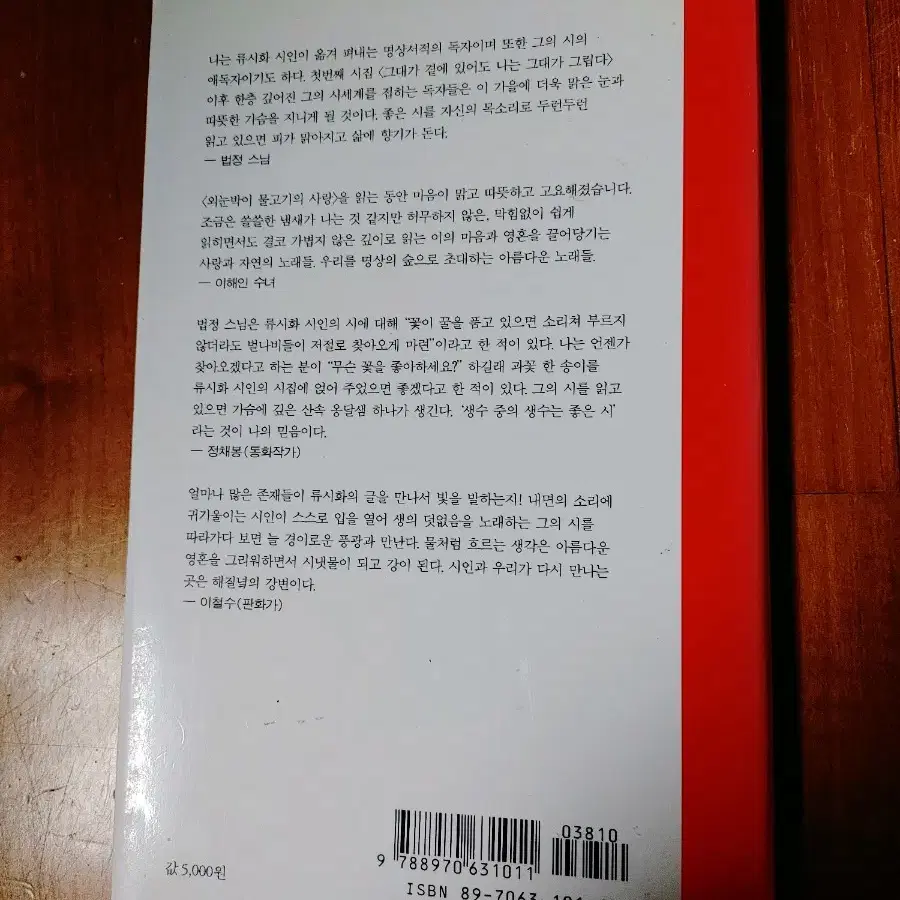 나는 류시화 시인이 옮겨 펴내는 명상서적의 독자이며 또한 그의 시의
애독자이기도 하다. 첫번째 시집 〈그대가 곁에 있어도 나는 그대가 그립다〉
이후 한층 깊어진 그의 시세계를 접하는 독자들은 이 가을에 더욱 맑은 눈과
따뜻한 가슴을 지니게 될 것이다. 좋은 시를 자신의 목소리로 두런두런
읽고 있으면 피가 맑아지고 삶에 향기가 돈다.
— 법정 스님
〈외눈박이 물고기의 사랑〉을 읽는 동안 마음이 맑고 따뜻하고 고요해졌습니다.
조금은 쓸쓸한 냄새가 나는 것 같지만 허무하지 않은, 막힘없이 쉽게
읽히면서도 결코 가볍지 않은 깊이로 읽는 이의 마음과 영혼을 끌어당기는
사랑과 자연의 노래들. 우리를 명상의 숲으로 초대하는 아름다운 노래들.
— 이해인 수녀
법정 스님은 류시화 시인의 시에 대해 “꽃이 꿀을 품고 있으면 소리쳐 부르지
않더라도 벌나비들이 저절로 찾아오게 마련”이라고 한 적이 있다. 나는 언젠가
찾아오겠다고 하는 분이 “무슨 꽃을 좋아하세요?” 하길래 과꽃 한 송이를
류시화 시인의 시집에 얹어 주었으면 좋겠다고 한 적이 있다. 그의 시를 읽고
있으면 가슴에 깊은 산속 옹달샘 하나가 생긴다. ‘생수 중의 생수는 좋은 시’
라는 것이 나의 믿음이다.
— 정채봉(동화작가)
얼마나 많은 존재들이 류시화의 글을 만나서 빛을 발하는지! 내면의 소리에
귀기울이는 시인이 스스로 입을 열어 생의 덧없음을 노래하는 그의 시를
따라가다 보면 늘 경이로운 풍광과 만난다. 물처럼 흐르는 생각은 아름다운
영혼을 그리워하면서 시냇물이 되고 강이 된다. 시인과 우리가 다시 만나는
곳은 해질녘의 강변이다.
— 이철수(판화가)
03810
9 788970 631011
값 5,000원
ISBN 89-7063